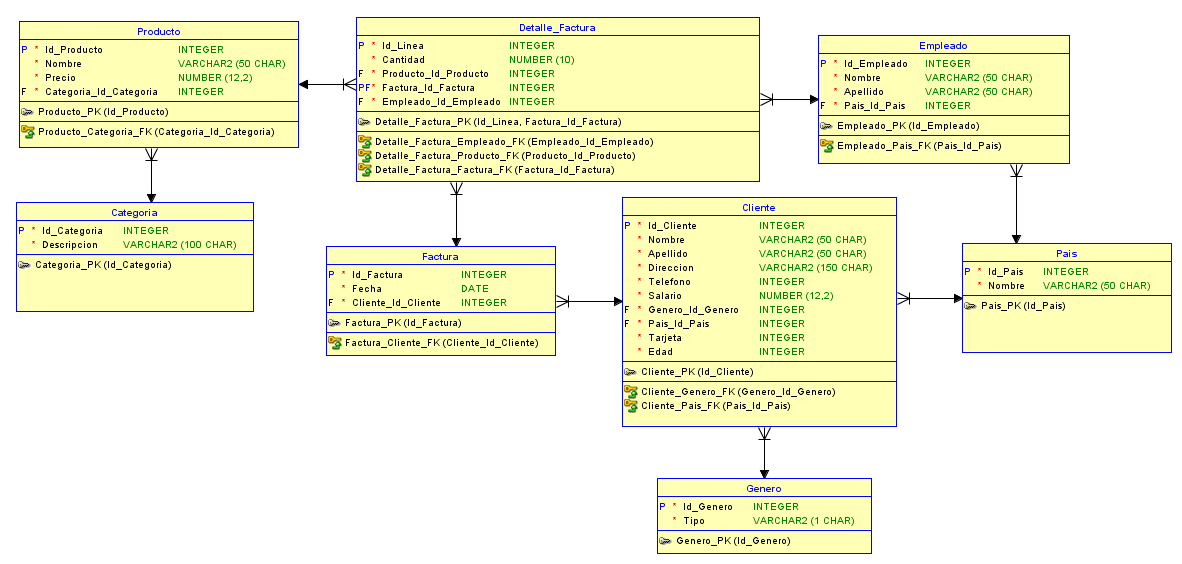 Producto
P * Id_Producto INTEGER
* Nombre VARCHAR2 (50 CHAR)
* Precio NUMBER (12,2)
F * Categoria_Id_Categoria INTEGER
Producto_PK (Id_Producto)
Producto_Categoria_FK (Categoria_Id_Categoria)
Detalle_Factura
P * Id_Linea INTEGER
* Cantidad NUMBER (10)
F * Producto_Id_Producto INTEGER
PF* Factura_Id_Factura INTEGER
F * Empleado_Id_Empleado INTEGER
Detalle_Factura_PK (Id_Linea, Factura_Id_Factura)
Detalle_Factura_Empleado_FK (Empleado_Id_Empleado)
Detalle_Factura_Producto_FK (Producto_Id_Producto)
Detalle_Factura_Factura_FK (Factura_Id_Factura)
Empleado
P * Id_Empleado INTEGER
* Nombre VARCHAR2 (50 CHAR)
* Apellido VARCHAR2 (50 CHAR)
F * Pais_Id_Pais INTEGER
Empleado_PK (Id_Empleado)
Empleado_Pais_FK (Pais_Id_Pais)
Categoria
P * Id_Categoria INTEGER
* Descripcion VARCHAR2 (100 CHAR)
Categoria_PK (Id_Categoria)
Factura
P * Id_Factura INTEGER
* Fecha DATE
F * Cliente_Id_Cliente INTEGER
Factura_PK (Id_Factura)
Factura_Cliente_FK (Cliente_Id_Cliente)
Cliente
P * Id_Cliente INTEGER
* Nombre VARCHAR2 (50 CHAR)
* Apellido VARCHAR2 (50 CHAR)
* Direccion VARCHAR2 (150 CHAR)
* Telefono INTEGER
* Salario NUMBER (12,2)
F * Genero_Id_Genero INTEGER
F * Pais_Id_Pais INTEGER
* Tarjeta INTEGER
* Edad INTEGER
Cliente_PK (Id_Cliente)
Cliente_Genero_FK (Genero_Id_Genero)
Cliente_Pais_FK (Pais_Id_Pais)
Pais
P * Id_Pais INTEGER
* Nombre VARCHAR2 (50 CHAR)
Pais_PK (Id_Pais)
Genero
P * Id_Genero INTEGER
* Tipo VARCHAR2 (1 CHAR)
Genero_PK (Id_Genero)